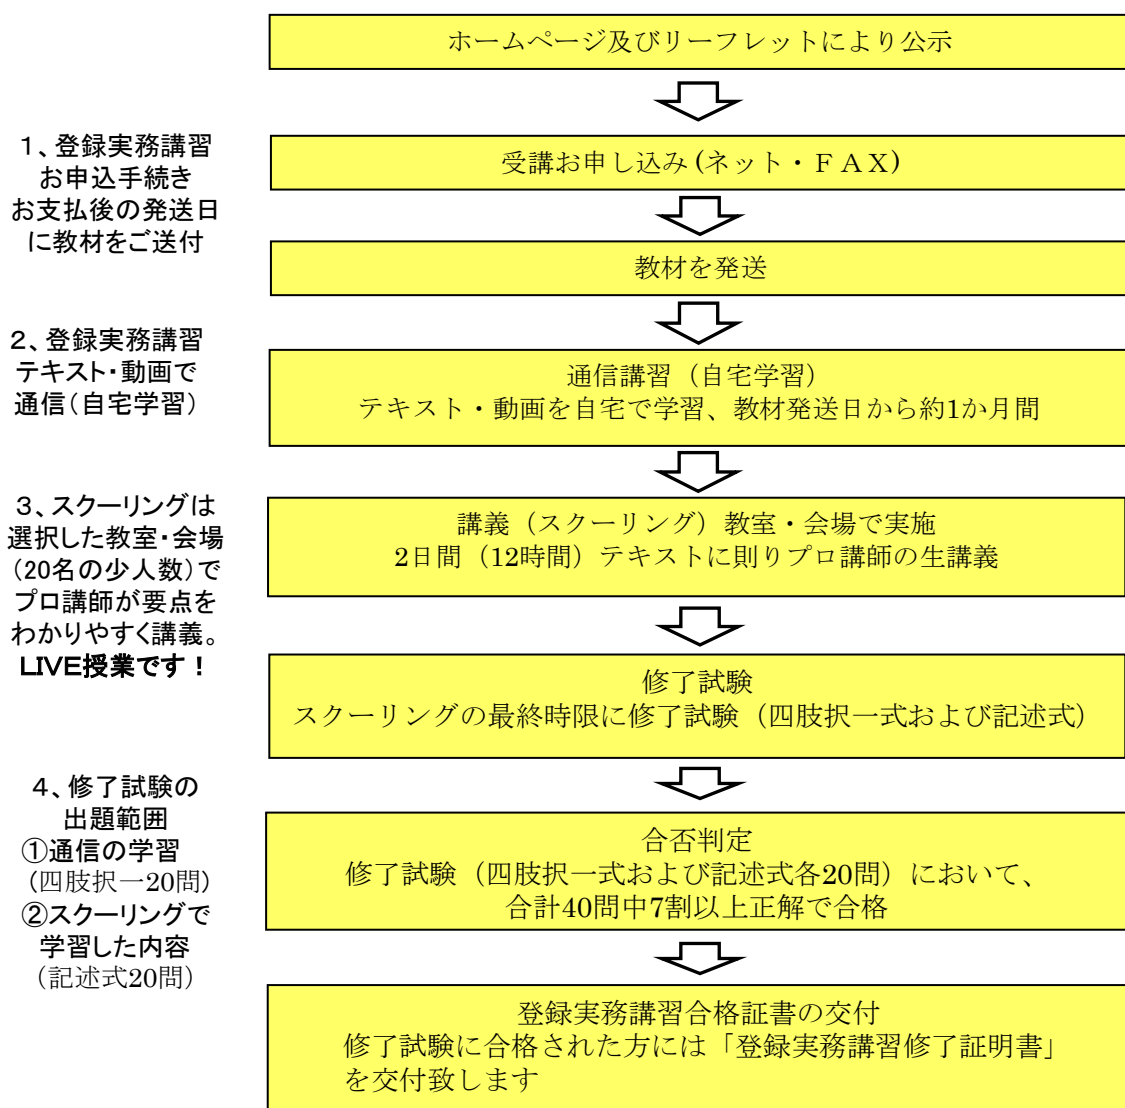 ホームページ及びリーフレットにより公示
1、登録実務講習
お申込手続き
お支払後の発送日
に教材をご送付
受講お申し込み(ネット・ＦＡＸ)
教材を発送
2、登録実務講習
テキスト・動画で
通信（自宅学習）
通信講習（自宅学習）
テキスト・動画を自宅で学習、教材発送日から約1か月間
3、スクーリングは
選択した教室・会場
（20名の少人数）で
プロ講師が要点を
わかりやすく講義。
LIVE授業です！
講義（スクーリング）教室・会場で実施
2日間（12時間）テキストに則りプロ講師の生講義
修了試験
スクーリングの最終時限に修了試験（四肢択一式および記述式）
4、修了試験の
出題範囲
①通信の学習
（四肢択一20問）
②スクーリングで
学習した内容
（記述式20問）
合否判定
修了試験（四肢択一式および記述式各20問）において、
合計40問中7割以上正解で合格
登録実務講習合格証書の交付
修了試験に合格された方には「登録実務講習修了証明書」
を交付致します